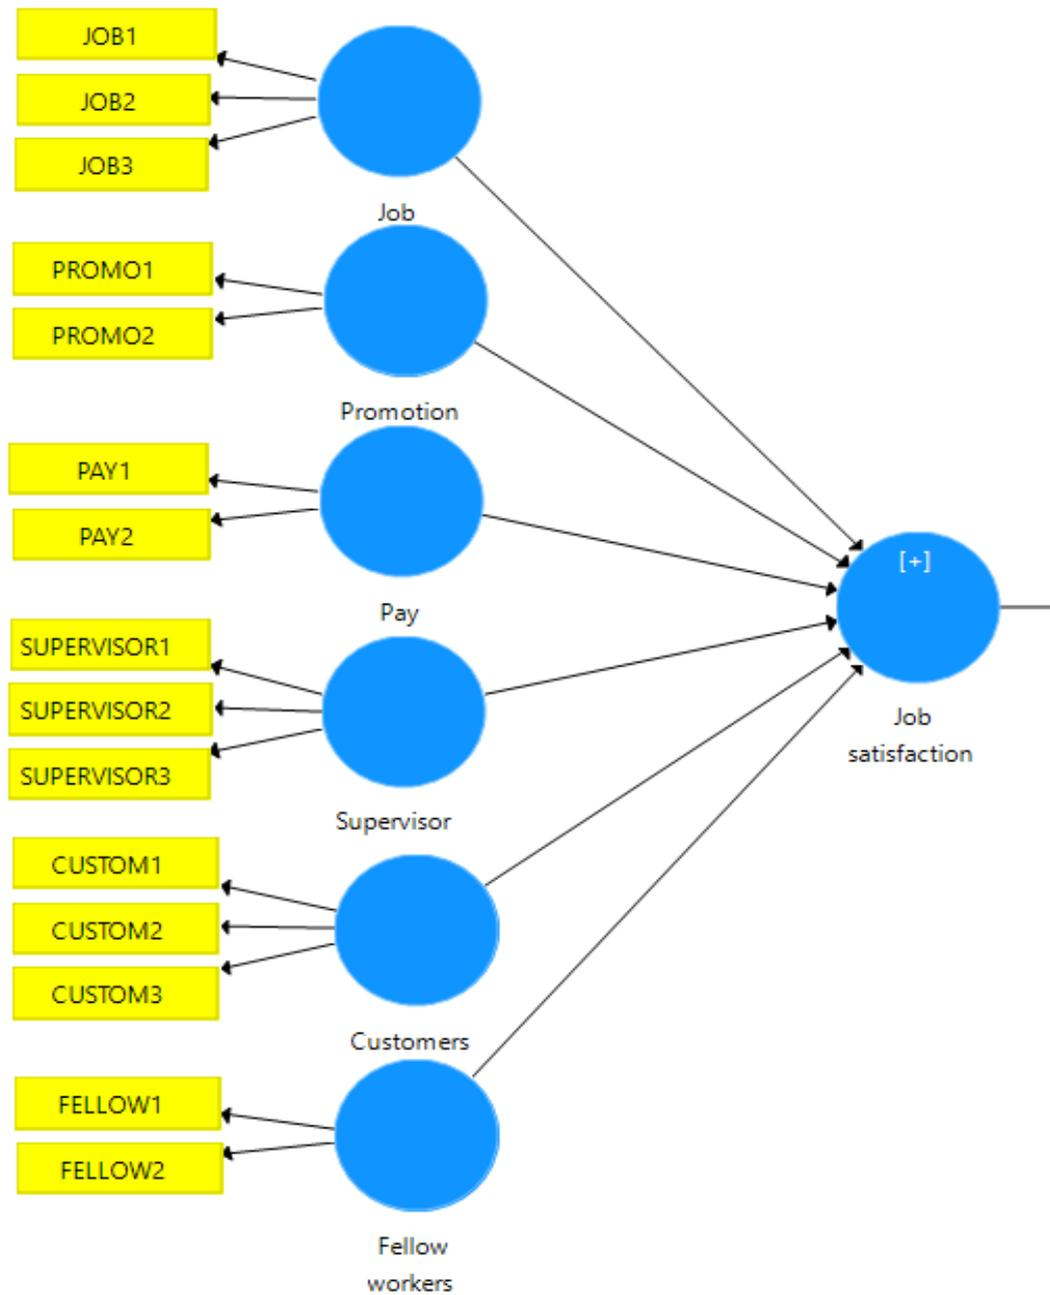 JOB1
JOB2
JOB3
Job
PROMO1
PROMO2
Promotion
PAY1
PAY2
Pay
[+]
Job
satisfaction
SUPERVISOR1
SUPERVISOR2
SUPERVISOR3
Supervisor
CUSTOM1
CUSTOM2
CUSTOM3
Customers
FELLOW1
FELLOW2
Fellow
workers